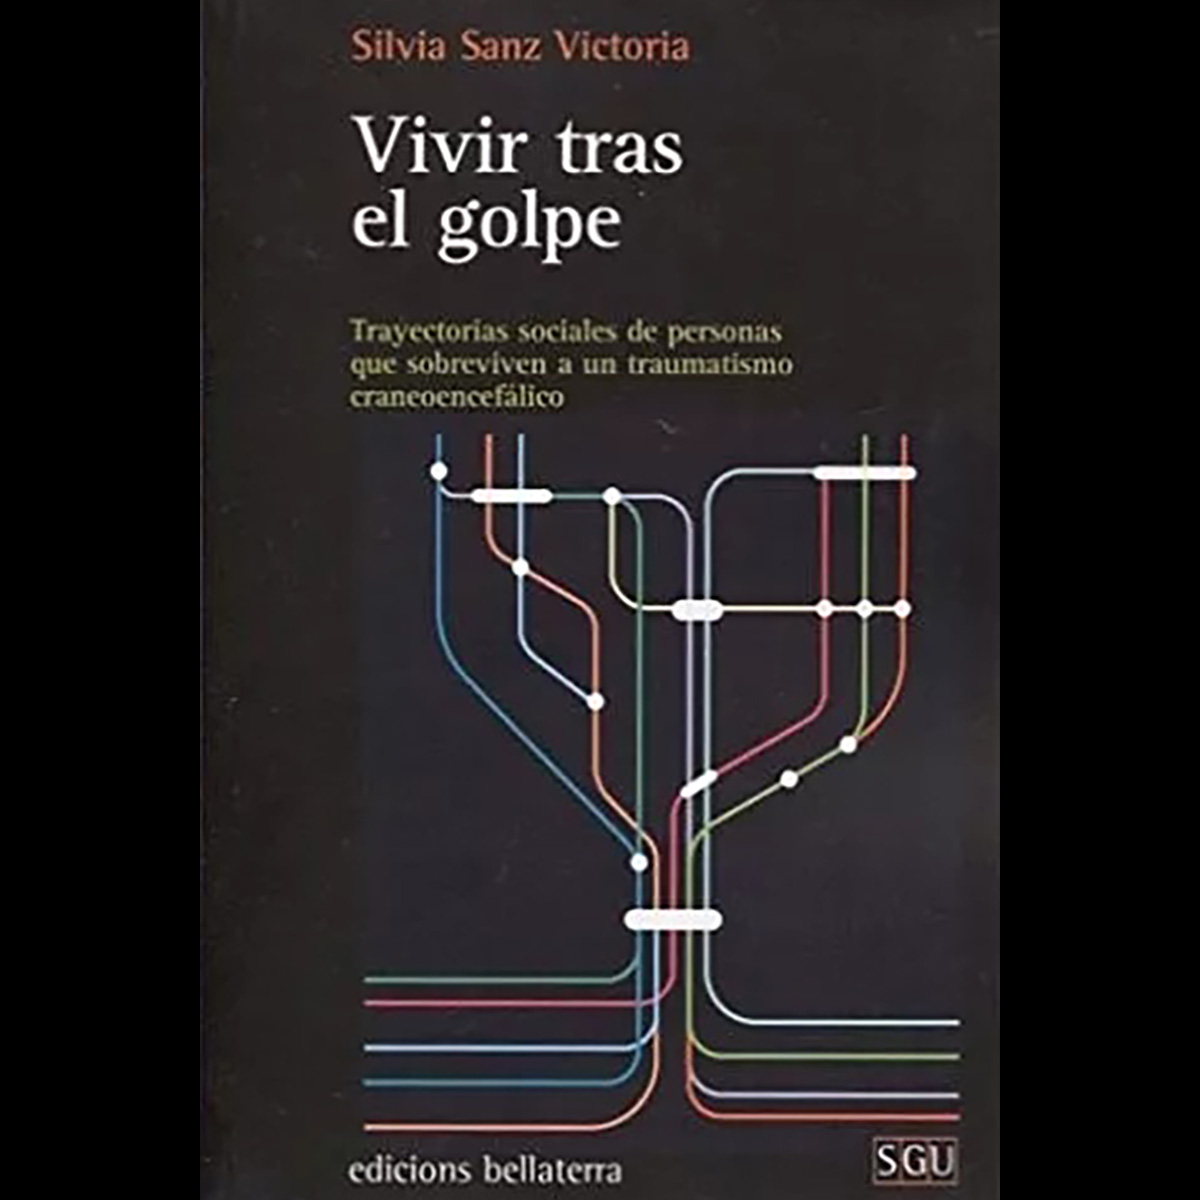 Silvia Sanz Victoria
Vivir tras
el golpe
Trayectorias sociales de personas
que sobreviven a un traumatismo
craneoencefálico
edicions bellaterra
SGU